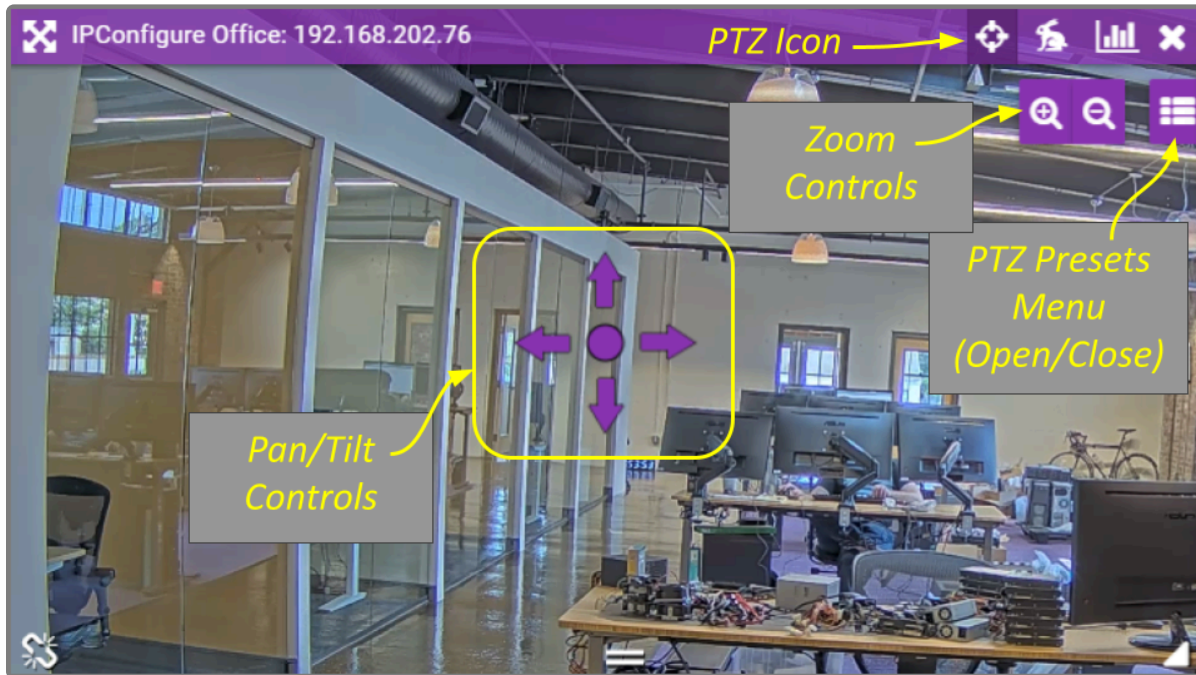 IPConfigure Office: 192.168.202.76
PTZ Icon
Zoom
Controls
PTZ Presets
Menu
(Open/Close)
Pan/Tilt
Controls